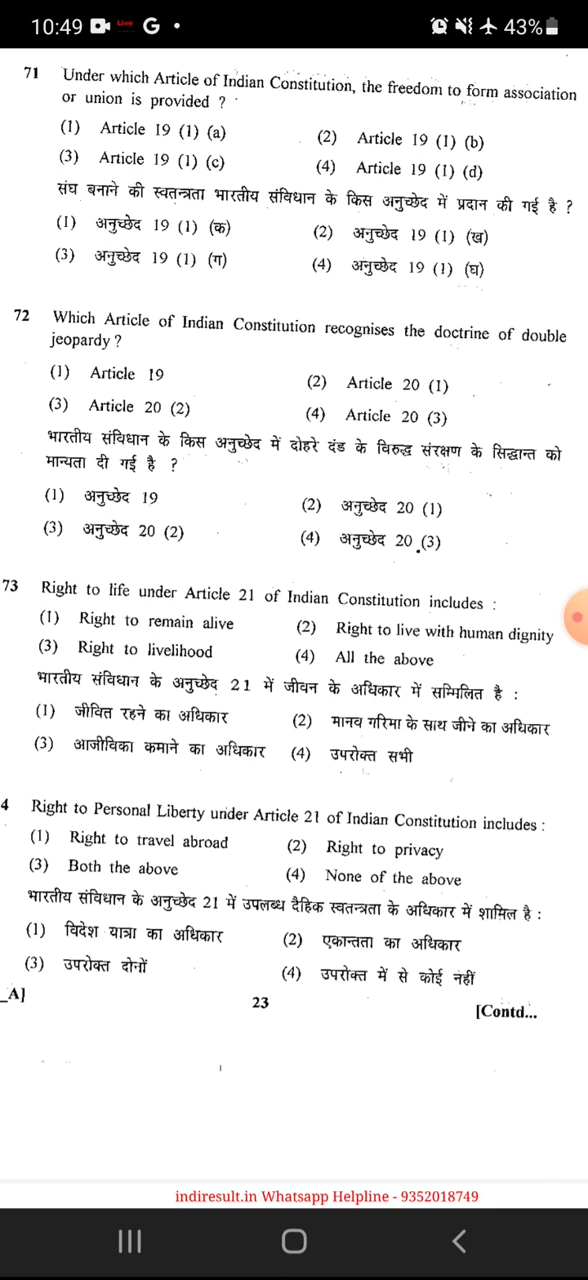 10:49 Live G • 43%
71 Under which Article of Indian Constitution, the freedom to form association
or union is provided ?
(1) Article 19 (1) (a) (2) Article 19 (1) (b)
(3) Article 19 (1) (c) (4) Article 19 (1) (d)
संघ बनाने की स्वतन्त्रता भारतीय संविधान के किस अनुच्छेद में प्रदान की गई है ?
(1) अनुच्छेद 19 (1) (क) (2) अनुच्छेद 19 (1) (ख)
(3) अनुच्छेद 19 (1) (ग) (4) अनुच्छेद 19 (1) (घ)
72 Which Article of Indian Constitution recognises the doctrine of double
jeopardy ?
(1) Article 19 (2) Article 20 (1)
(3) Article 20 (2) (4) Article 20 (3)
भारतीय संविधान के किस अनुच्छेद में दोहरे दंड के विरुद्ध संरक्षण के सिद्धान्त को
मान्यता दी गई है ?
(1) अनुच्छेद 19 (2) अनुच्छेद 20 (1)
(3) अनुच्छेद 20 (2) (4) अनुच्छेद 20 (3)
73 Right to life under Article 21 of Indian Constitution includes :
(1) Right to remain alive (2) Right to live with human dignity
(3) Right to livelihood (4) All the above
भारतीय संविधान के अनुच्छेद 21 में जीवन के अधिकार में सम्मिलित है :
(1) जीवित रहने का अधिकार (2) मानव गरिमा के साथ जीने का अधिकार
(3) आजीविका कमाने का अधिकार (4) उपरोक्त सभी
4 Right to Personal Liberty under Article 21 of Indian Constitution includes :
(1) Right to travel abroad (2) Right to privacy
(3) Both the above (4) None of the above
भारतीय संविधान के अनुच्छेद 21 में उपलब्ध दैहिक स्वतन्त्रता के अधिकार में शामिल है :
(1) विदेश यात्रा का अधिकार (2) एकान्तता का अधिकार
(3) उपरोक्त दोनों (4) उपरोक्त में से कोई नहीं
_A] 23 [Contd...
indiresult.in Whatsapp Helpline - 9352018749